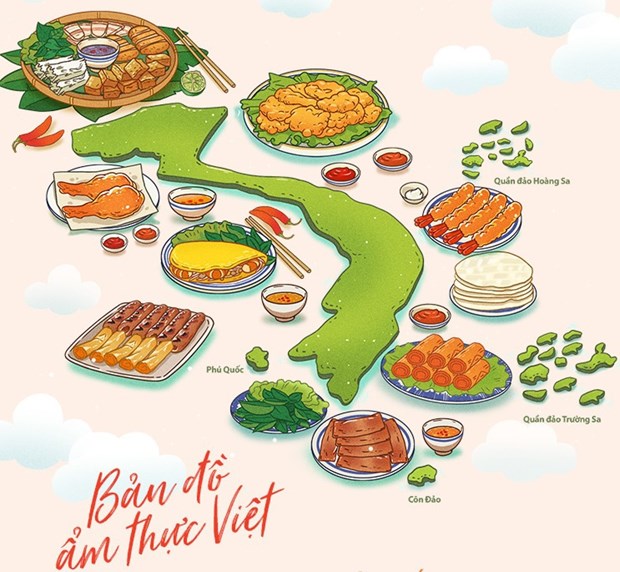 Quần đảo Hoàng Sa
Phú Quốc
Quần đảo Trường Sa
Côn Đảo
Bản đồ
ẩm thực Việt